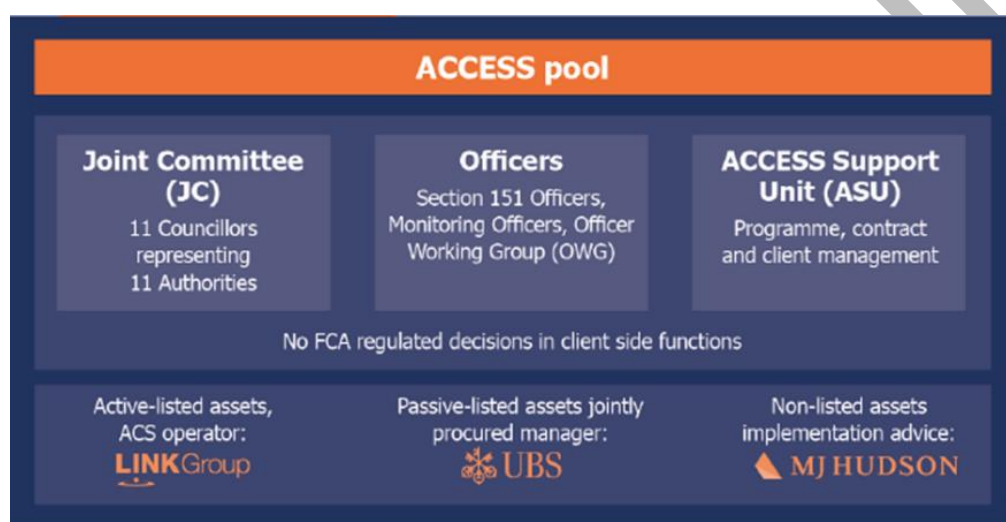 ACCESS pool
Joint Committee
(JC)
11 Councillors
representing
11 Authorities
Officers
Section 151 Officers,
Monitoring Officers, Officer
Working Group (OWG)
ACCESS Support
Unit (ASU)
Programme, contract
and client management
No FCA regulated decisions in client side functions
Active-listed assets,
ACS operator:
LINKGroup
Passive-listed assets jointly
procured manager:
UBS
Non-listed assets
implementation advice:
MJ HUDSON